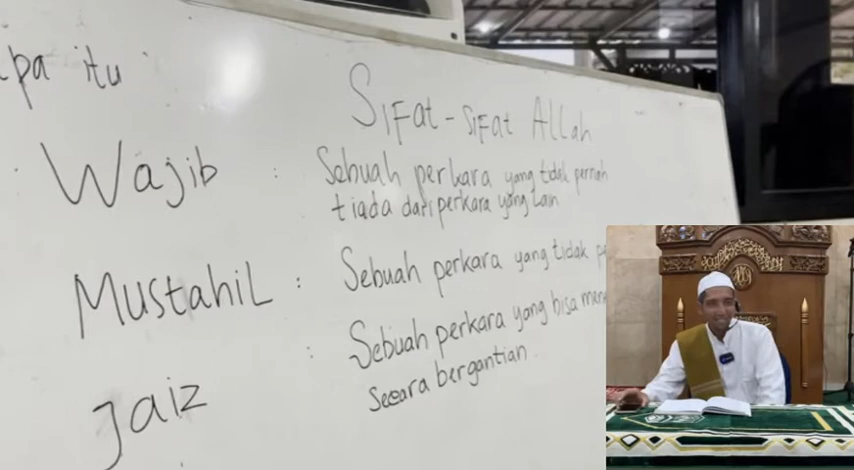 itu
Sifat-sifat Allah
Wajib : Sebuah perkara yang tidak pernah
tiada dari perkara yang lain
Mustahil : Sebuah perkara yang tidak
Jaiz : Sebuah perkara yang bisa
Secara bergantian